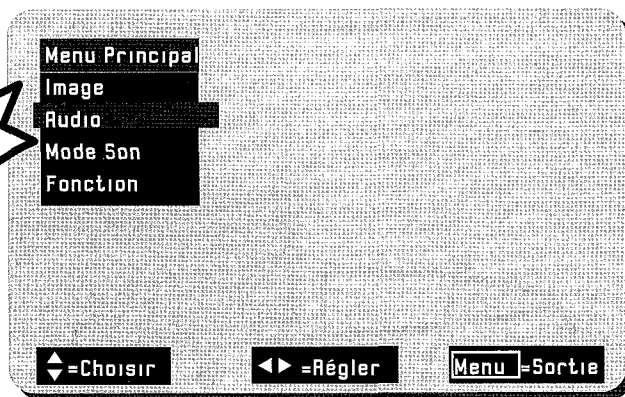 Menu Principal
Image
Audio
Mode Son
Fonction
=Choisir
=Régler
Menu =Sortie